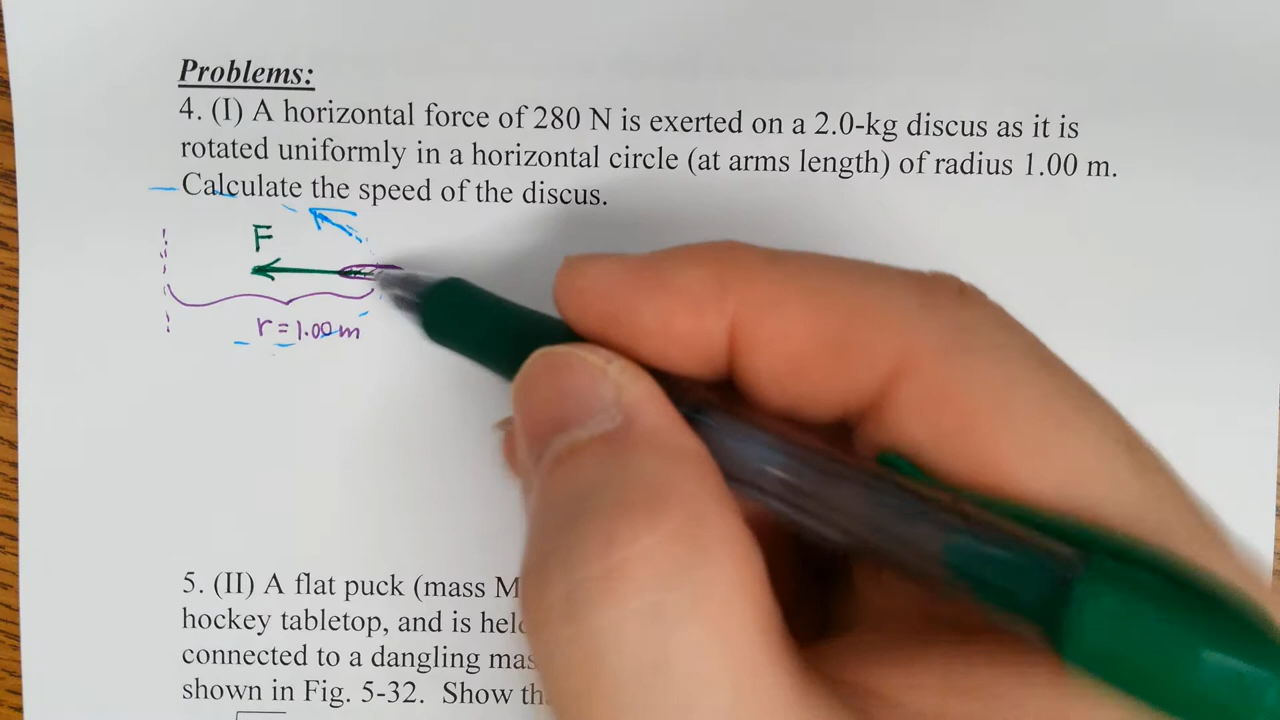 Problems:
4. (I) A horizontal force of 280 N is exerted on a 2.0-kg discus as it is
rotated uniformly in a horizontal circle (at arms length) of radius 1.00 m.
Calculate the speed of the discus.
F
r = 1.00 m
5. (II) A flat puck (mass M
hockey tabletop, and is held
connected to a dangling mas
shown in Fig. 5-32. Show th